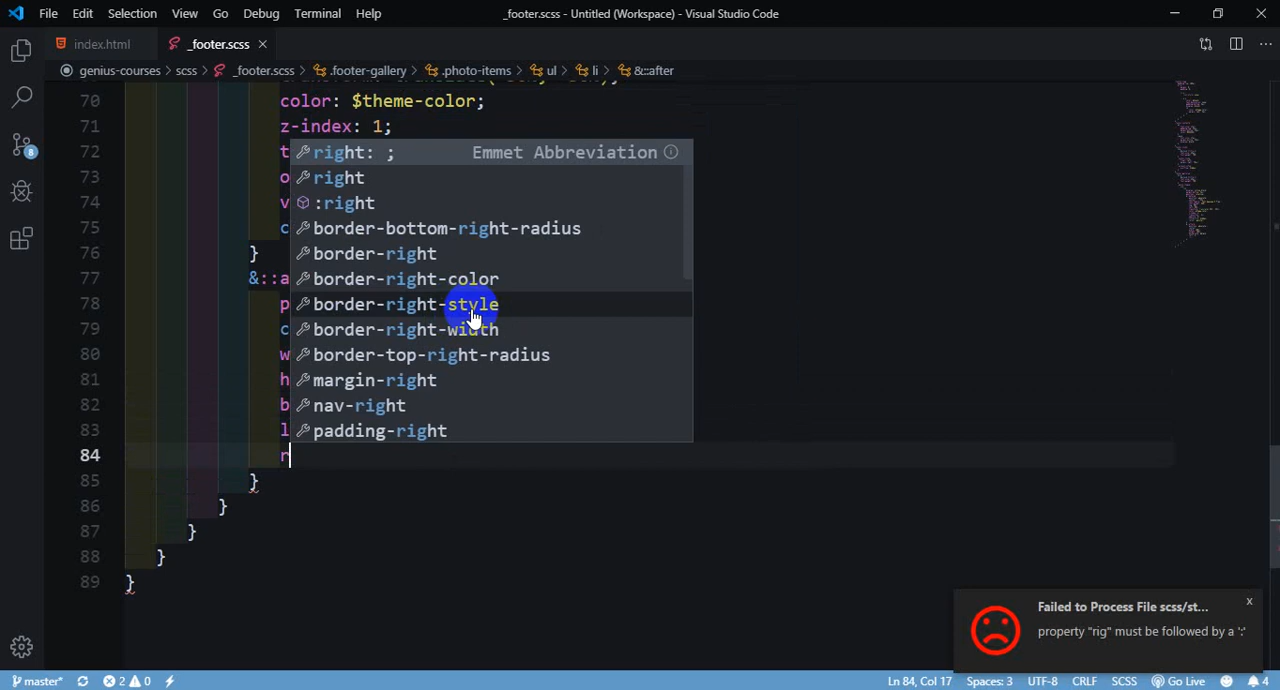 File Edit Selection View Go Debug Terminal Help _footer.scss - Untitled (Workspace) - Visual Studio Code
index.html _footer.scss
genius-courses > scss > _footer.scss > .footer-gallery > .photo-items > ul > li > &::after
70 color: $theme-color;
71 z-index: 1;
72 t
73 o
74 v
75 c
76 }
77 &::a
78 p
79 c
80 w
81 h
82 b
83 l
84 r
85 }
86 }
87 }
88 }
89 }
right: ; Emmet Abbreviation
right
:right
border-bottom-right-radius
border-right
border-right-color
border-right-style
border-right-width
border-top-right-radius
margin-right
nav-right
padding-right
8
Failed to Process File scss/st... x
property "rig" must be followed by a ':'
master* 2 0 Ln 84, Col 17 Spaces: 3 UTF-8 CRLF SCSS Go Live 4